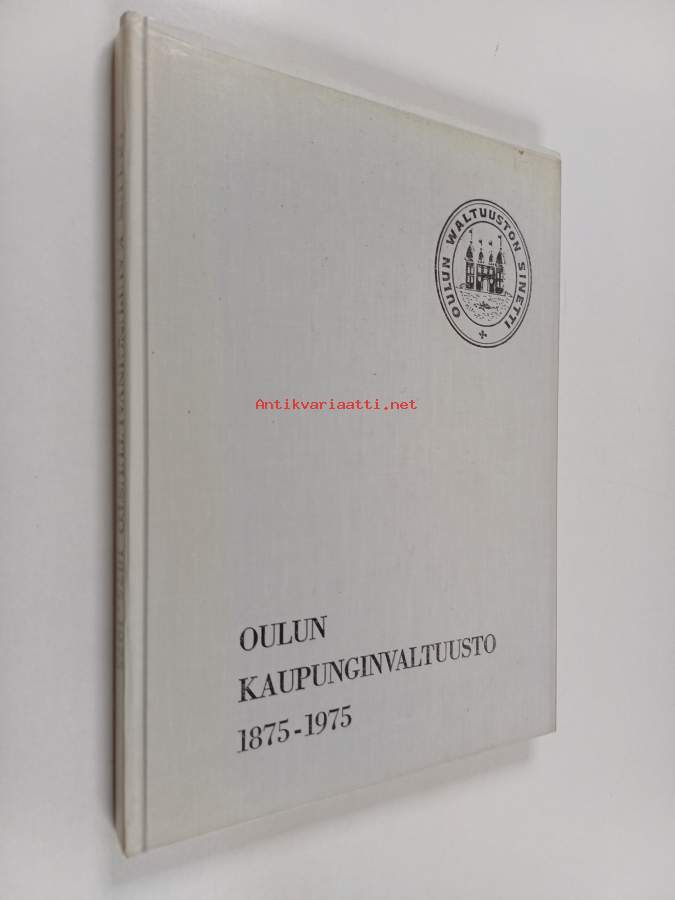 OULUN WALTUUSTON SINETTI
Antikvariaatti.net
OULUN
KAUPUNGINVALTUUSTO
1875-1975